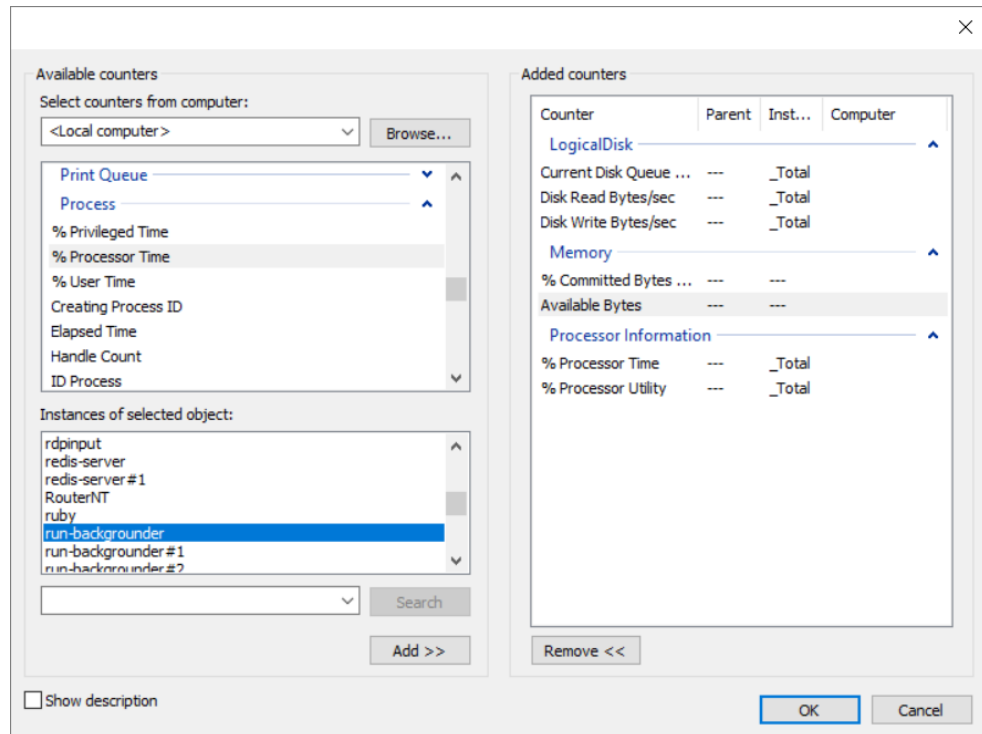 Available counters
Select counters from computer:
<Local computer>
Browse...
Print Queue
Process
% Privileged Time
% Processor Time
% User Time
Creating Process ID
Elapsed Time
Handle Count
ID Process
Instances of selected object:
rdpinput
redis-server
redis-server#1
RouterNT
ruby
run-backgrounder
run-backgrounder#1
run-backgrounder#2
Search
Add >>
Show description
Added counters
Counter Parent Inst... Computer
LogicalDisk
Current Disk Queue ... --- _Total
Disk Read Bytes/sec --- _Total
Disk Write Bytes/sec --- _Total
Memory
% Committed Bytes ... --- ---
Available Bytes --- ---
Processor Information
% Processor Time --- _Total
% Processor Utility --- _Total
Remove <<
OK
Cancel